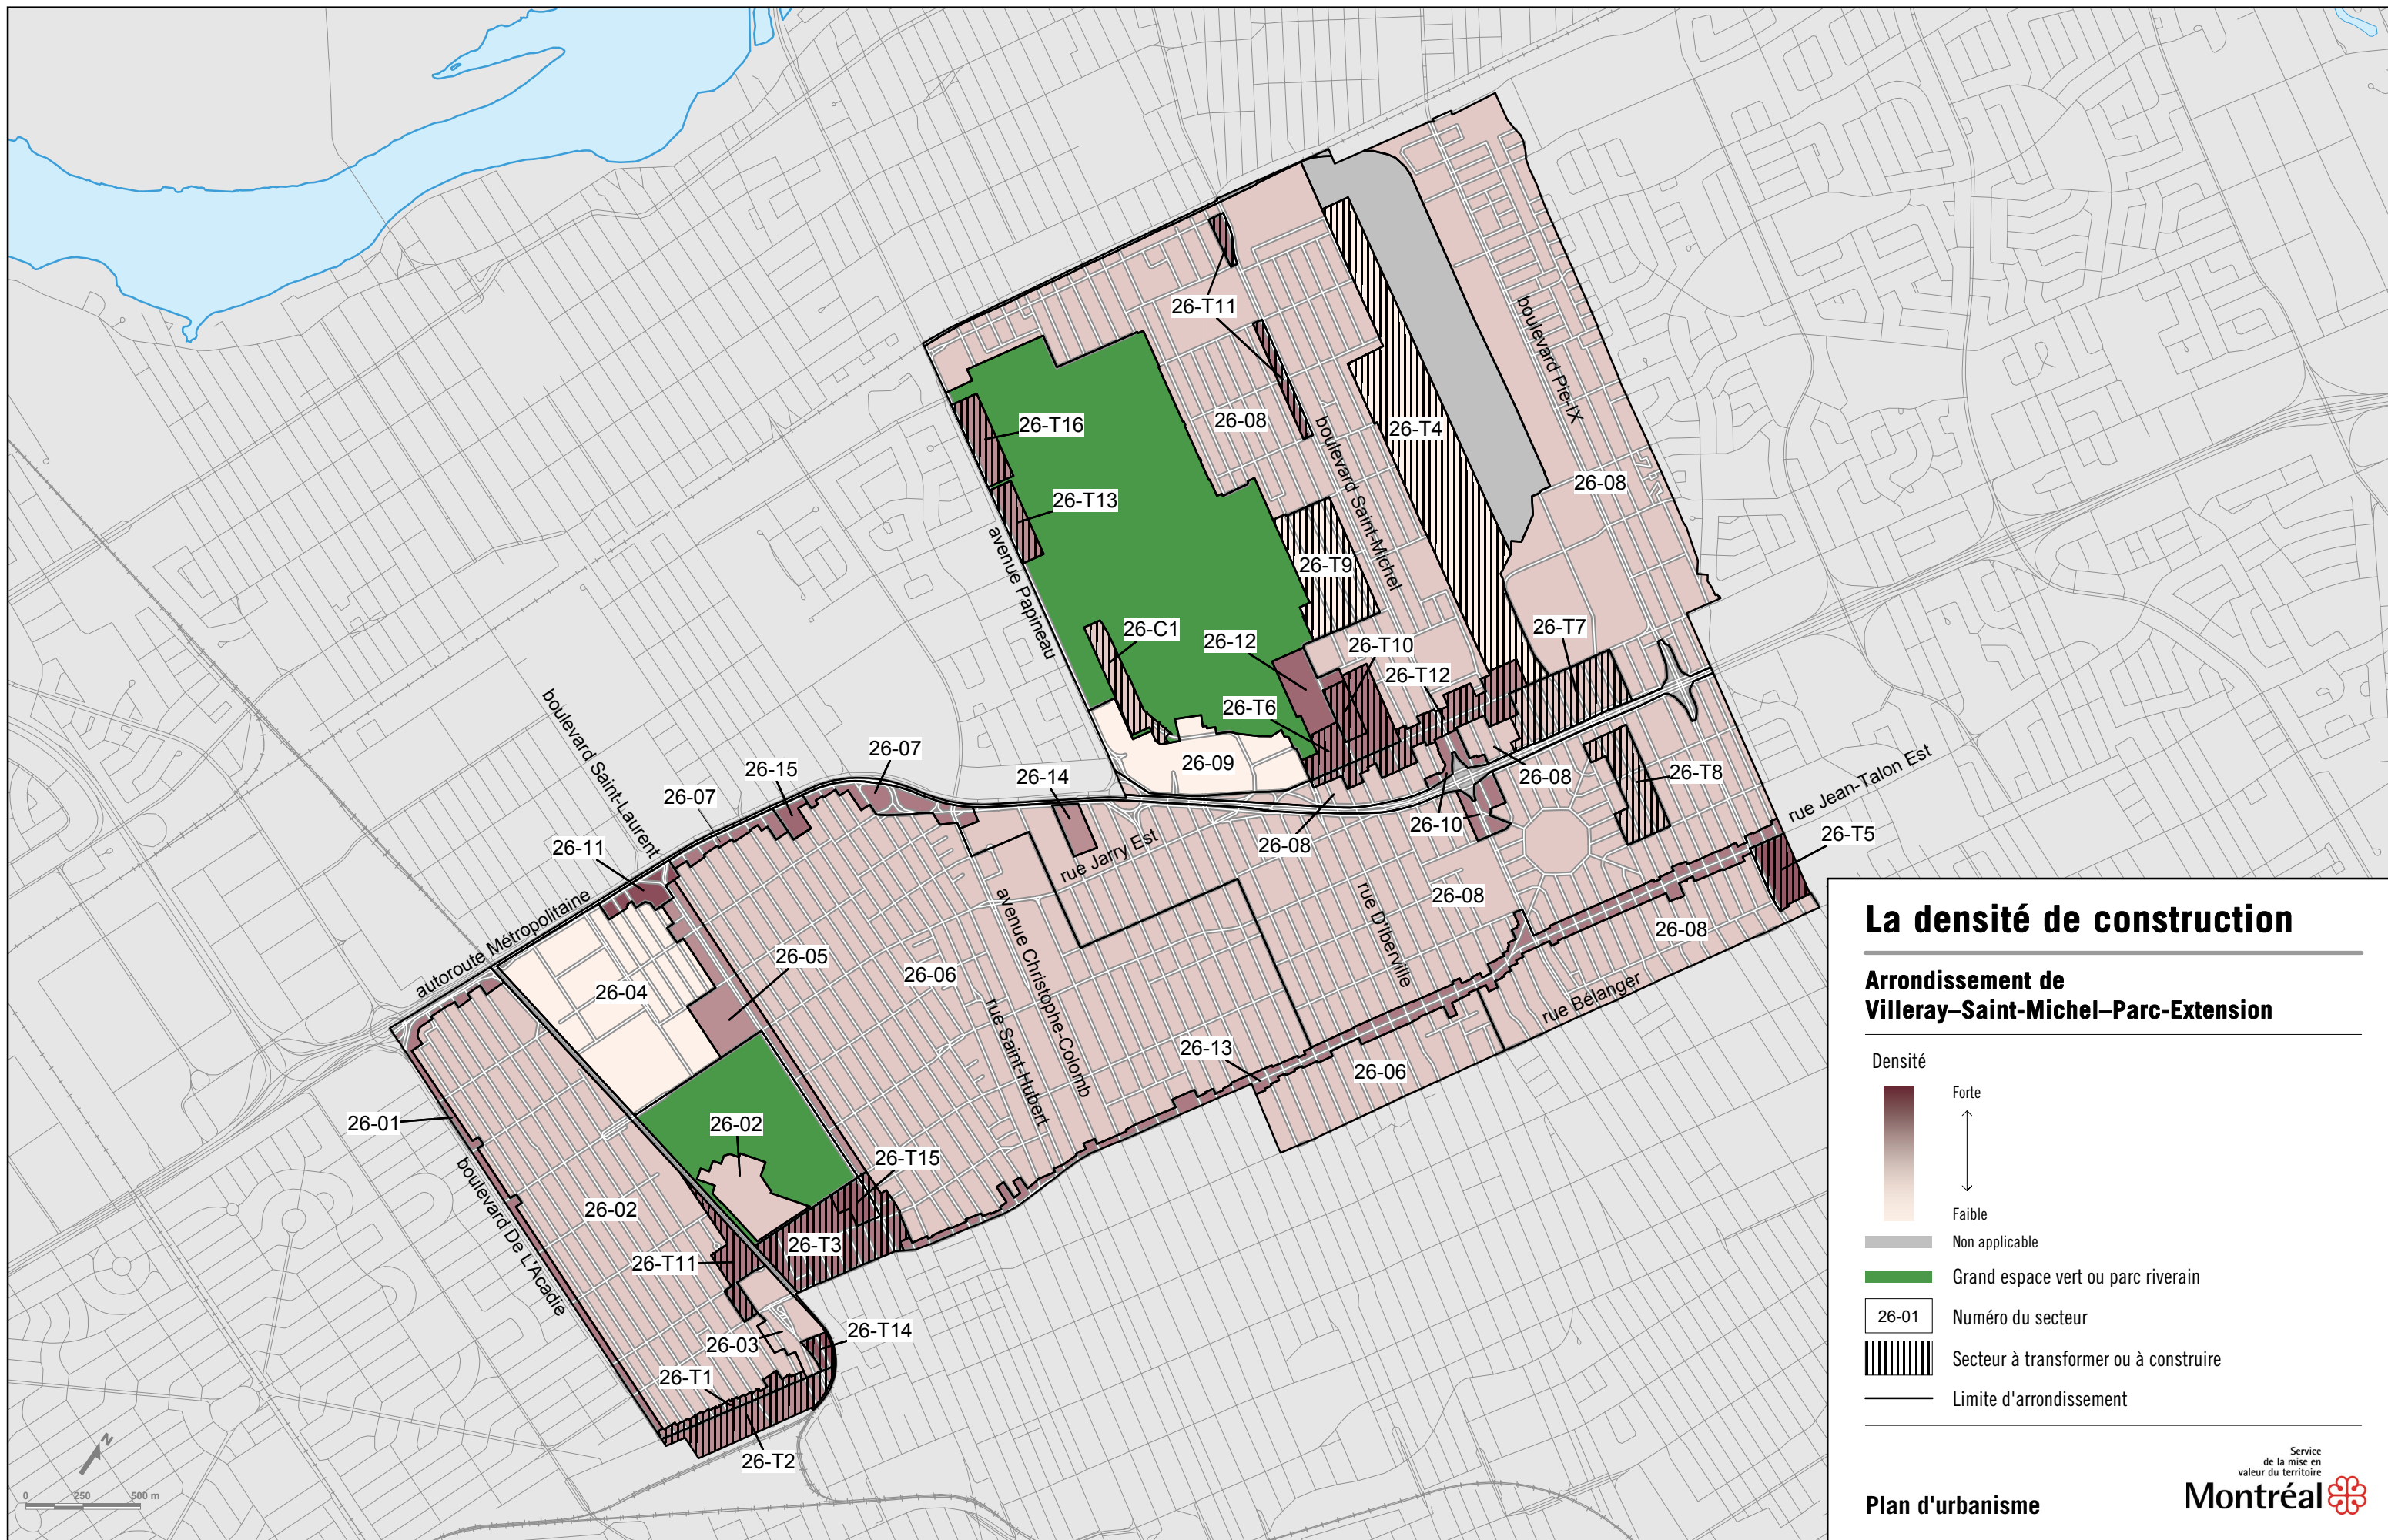 26-T11
boulevard Pie-IX
26-T16
26-08
26-T4
boulevard Saint-Michel
26-08
26-T13
avenue Papineau
26-T9
26-C1
26-12
26-T10
26-T7
26-T12
26-T6
boulevard Saint-Laurent
26-07
26-15
26-07
26-14
26-09
26-08
26-T8
rue Jean-Talon Est
26-11
rue Jarry Est
26-08
26-10
26-T5
autoroute Métropolitaine
26-05
26-04
26-06
avenue Christophe-Colomb
rue Saint-Hubert
rue D'Iberville
26-08
26-08
rue Bélanger
26-13
26-06
26-01
26-02
boulevard De L'Acadie
26-02
26-T15
26-T3
26-T11
26-03
26-T14
26-T1
26-T2
N
0 250 500 m
La densité de construction
Arrondissement de
Villeray–Saint-Michel–Parc-Extension
Densité
Forte
Faible
Non applicable
Grand espace vert ou parc riverain
26-01 Numéro du secteur
Secteur à transformer ou à construire
Limite d'arrondissement
Service
de la mise en
valeur du territoire
Plan d'urbanisme
Montréal